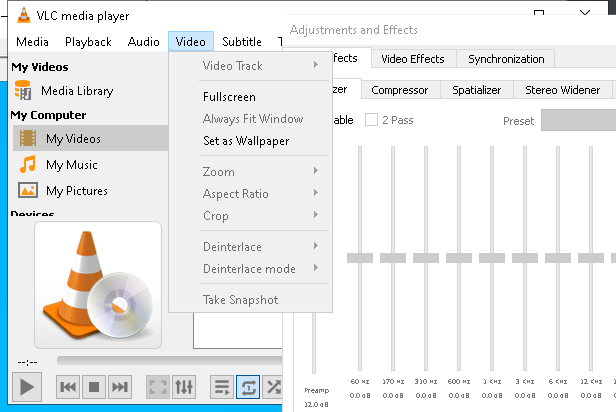 VLC media player
Media Playback Audio Video Subtitle T
My Videos
Media Library
My Computer
My Videos
My Music
My Pictures
Devices
Video Track
Fullscreen
Always Fit Window
Set as Wallpaper
Zoom
Aspect Ratio
Crop
Deinterlace
Deinterlace mode
Take Snapshot
--:--
Adjustments and Effects
fects Video Effects Synchronization
zer Compressor Spatializer Stereo Widener
able 2 Pass Preset
60 Hz 170 Hz 310 Hz 600 Hz 1 KHz 3 KHz 6 KHz 12 KHz
Preamp
12.0 dB 0.0 dB 0.0 dB 0.0 dB 0.0 dB 0.0 dB 0.0 dB 0.0 dB 0.0 dB